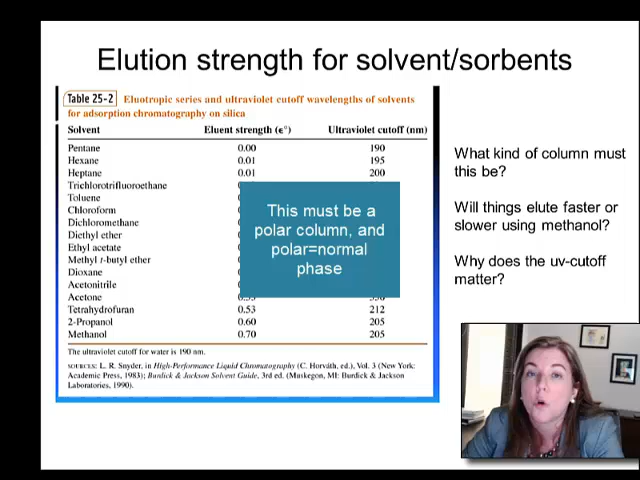 Elution strength for solvent/sorbents
Table 25-2 Eluotropic series and ultraviolet cutoff wavelengths of solvents
for adsorption chromatography on silica
Solvent Eluent strength (ϵ°) Ultraviolet cutoff (nm)
Pentane 0.00 190
Hexane 0.01 195
Heptane 0.01 200
Trichlorotrifluoroethane
Toluene
Chloroform
Dichloromethane
Diethyl ether
Ethyl acetate
Methyl t-butyl ether
Dioxane
Acetonitrile
Acetone
Tetrahydrofuran 0.53 212
2-Propanol 0.60 205
Methanol 0.70 205
The ultraviolet cutoff for water is 190 nm.
SOURCES: L. R. Snyder, in High-Performance Liquid Chromatography (C. Horváth, ed.), Vol. 3 (New York:
Academic Press, 1983); Burdick & Jackson Solvent Guide, 3rd ed. (Muskegon, MI: Burdick & Jackson
Laboratories, 1990).
This must be a
polar column, and
polar=normal
phase
What kind of column must
this be?
Will things elute faster or
slower using methanol?
Why does the uv-cutoff
matter?